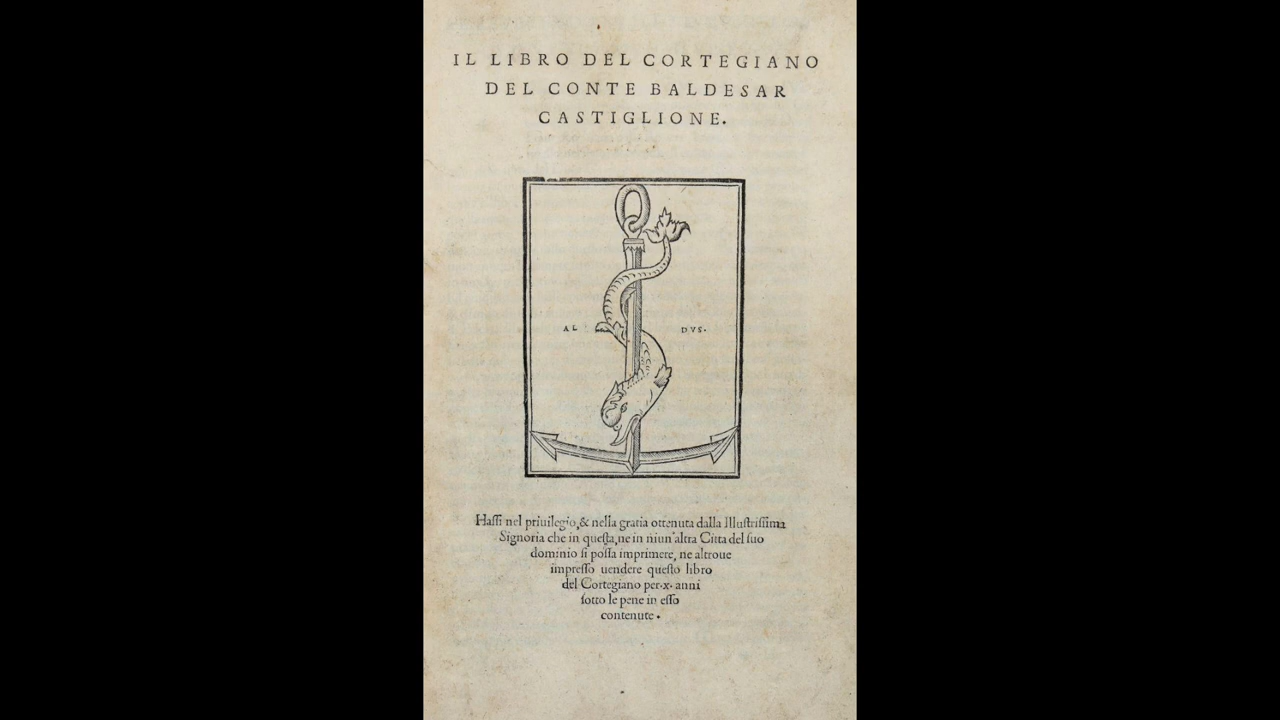 IL LIBRO DEL CORTEGIANO
DEL CONTE BALDESAR
CASTIGLIONE.
AL DVS.
Haſſi nel priuilegio,& nella gratia ottenuta dalla Illuſtriſſima
Signoria che in queſta,ne in niun'altra Citta del ſuo
dominio ſi poſſa imprimere, ne altroue
impreſſo uendere queſto libro
del Cortegiano per·x· anni
ſotto le pene in eſſo
contenute .